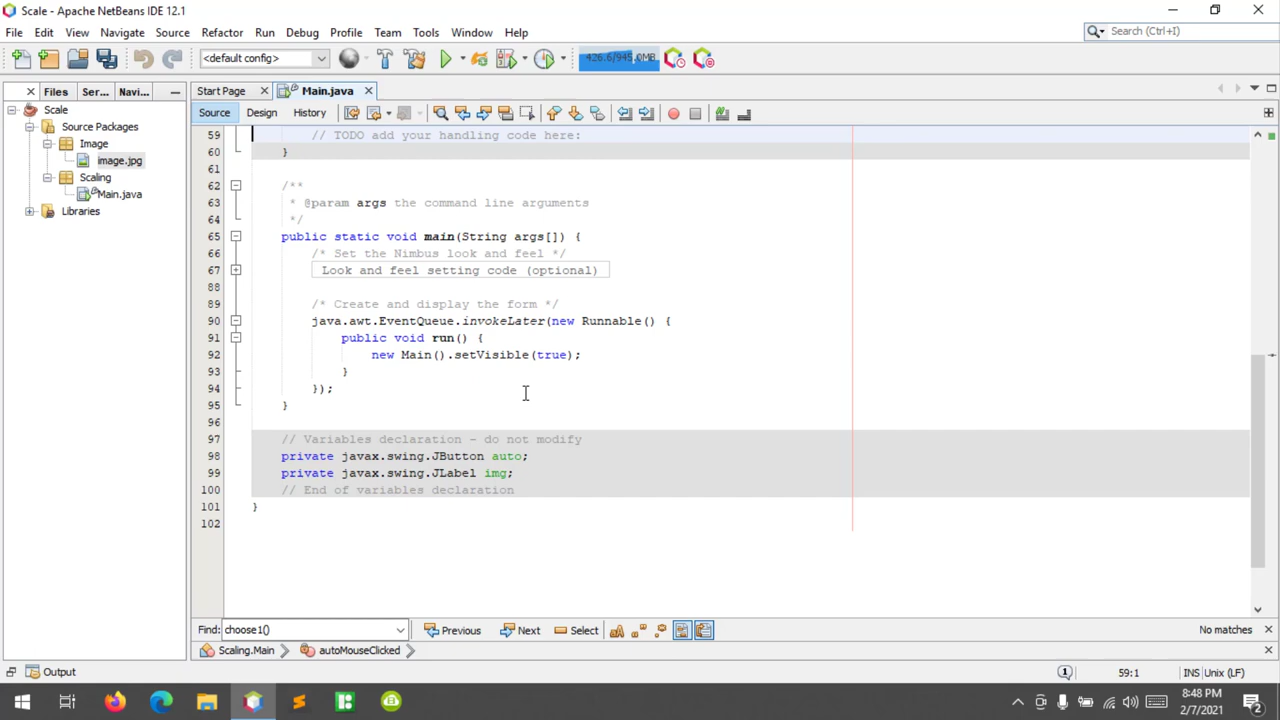 Scale - Apache NetBeans IDE 12.1
File Edit View Navigate Source Refactor Run Debug Profile Team Tools Window Help
Search (Ctrl+I)
<default config>
426.6/945.0MB
Files Ser... Navi...
Start Page Main.java
Scale
Source Packages
Image
image.jpg
Scaling
Main.java
Libraries
Source Design History
59 // TODO add your handling code here:
60 }
61
62 /**
63 * @param args the command line arguments
64 */
65 public static void main(String args[]) {
66 /* Set the Nimbus look and feel */
67 Look and feel setting code (optional)
88
89 /* Create and display the form */
90 java.awt.EventQueue.invokeLater(new Runnable() {
91 public void run() {
92 new Main().setVisible(true);
93 }
94 });
95 }
96
97 // Variables declaration - do not modify
98 private javax.swing.JButton auto;
99 private javax.swing.JLabel img;
100 // End of variables declaration
101 }
102
Find: choose1() Previous Next Select aA No matches
Scaling.Main autoMouseClicked
Output 1 59:1 INS Unix (LF)
8:48 PM
2/7/2021
2